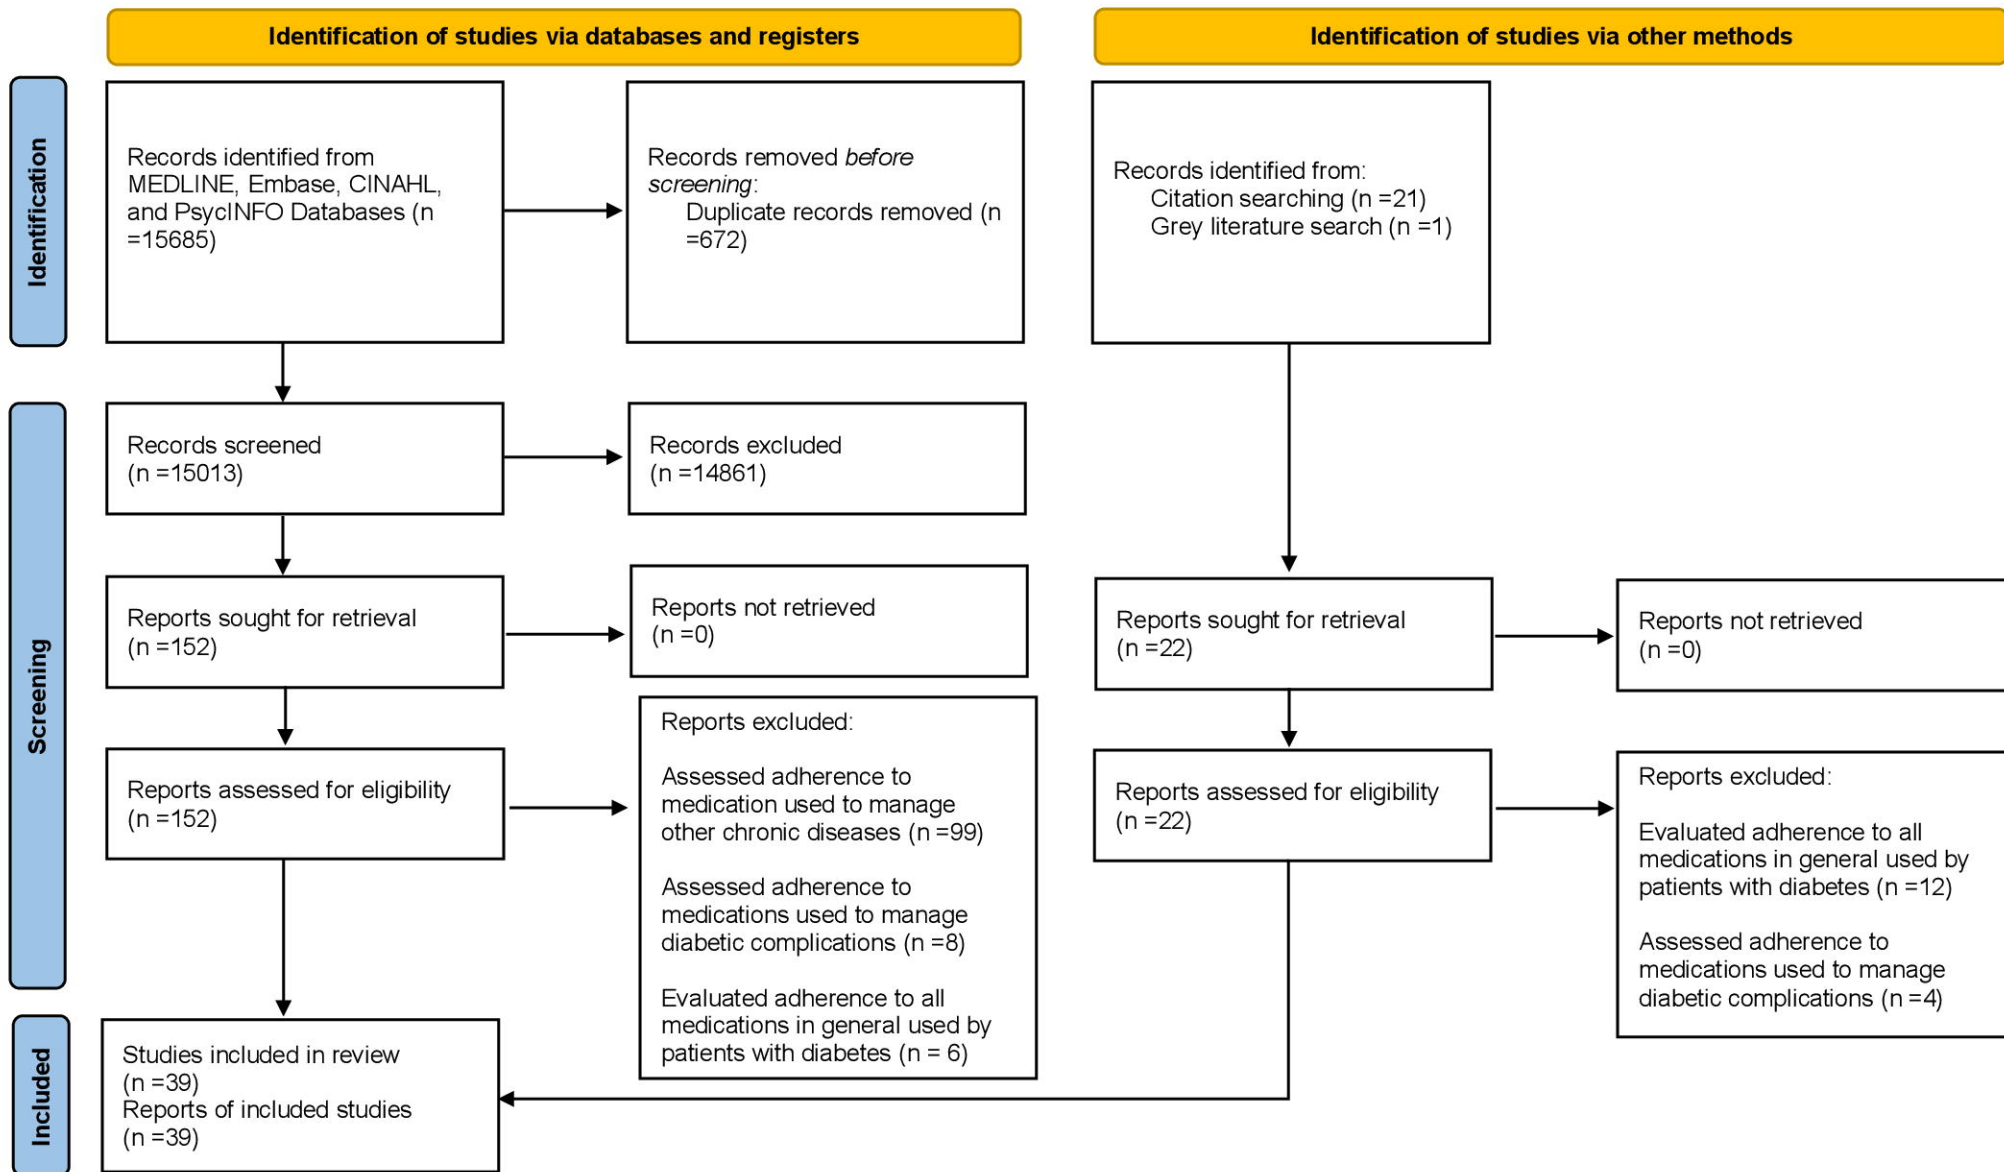 Identification of studies via databases and registers
Identification of studies via other methods
Identification
Records identified from
MEDLINE, Embase, CINAHL,
and PsycINFO Databases (n
=15685)
Records removed before
screening:
Duplicate records removed (n
=672)
Records identified from:
Citation searching (n =21)
Grey literature search (n =1)
Screening
Records screened
(n =15013)
Records excluded
(n =14861)
Reports sought for retrieval
(n =152)
Reports not retrieved
(n =0)
Reports sought for retrieval
(n =22)
Reports not retrieved
(n =0)
Reports assessed for eligibility
(n =152)
Reports excluded:
Assessed adherence to
medication used to manage
other chronic diseases (n =99)
Assessed adherence to
medications used to manage
diabetic complications (n =8)
Evaluated adherence to all
medications in general used by
patients with diabetes (n = 6)
Reports assessed for eligibility
(n =22)
Reports excluded:
Evaluated adherence to all
medications in general used by
patients with diabetes (n =12)
Assessed adherence to
medications used to manage
diabetic complications (n =4)
Included
Studies included in review
(n =39)
Reports of included studies
(n =39)